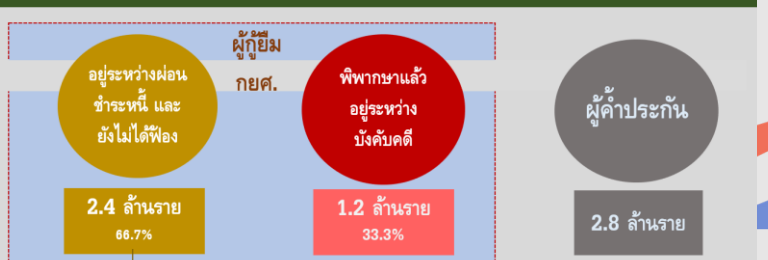 ผู้กู้ยืม
กยศ.
อยู่ระหว่างผ่อน
ชำระหนี้ และ
ยังไม่ได้ฟ้อง
พิพากษาแล้ว
อยู่ระหว่าง
บังคับคดี
ผู้ค้ำประกัน
2.4 ล้านราย
66.7%
1.2 ล้านราย
33.3%
2.8 ล้านราย